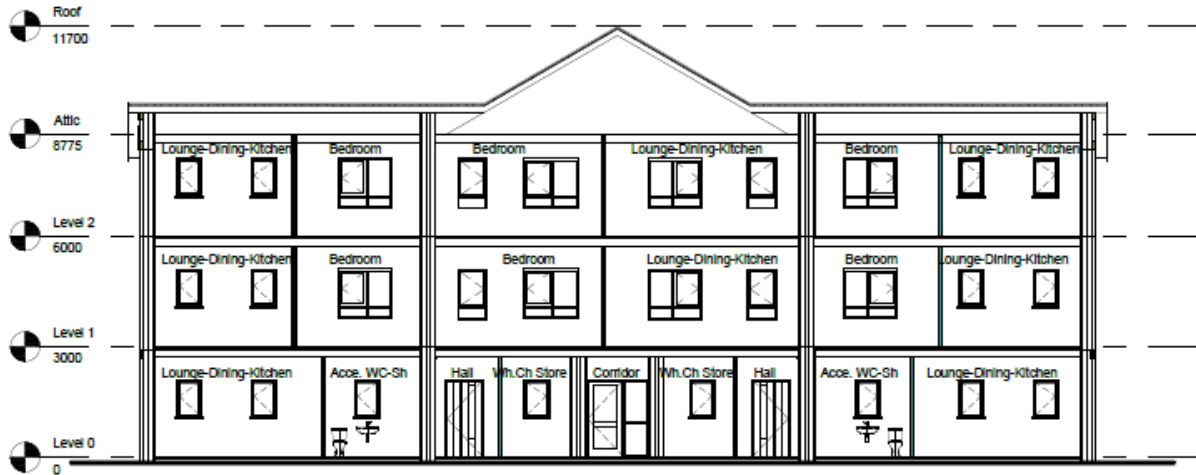 Roof
11700
Attic
8775
Lounge-Dining-Kitchen Bedroom Bedroom Lounge-Dining-Kitchen Bedroom Lounge-Dining-Kitchen
Level 2
6000
Lounge-Dining-Kitchen Bedroom Bedroom Lounge-Dining-Kitchen Bedroom Lounge-Dining-Kitchen
Level 1
3000
Lounge-Dining-Kitchen Acce. WC-Sh Hall Wh.Ch Store Corridor Wh.Ch Store Hall Acce. WC-Sh Lounge-Dining-Kitchen
Level 0
0